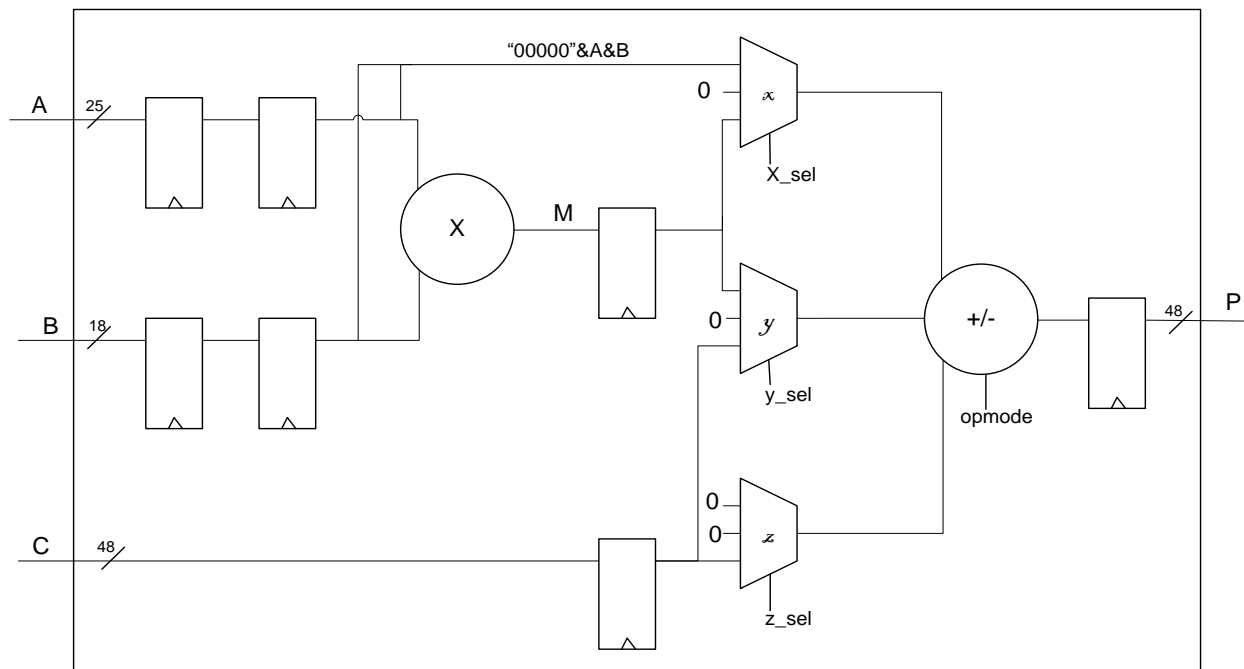 "00000"&A&B
A
25
0
x
X_sel
M
X
B
18
0
y
y_sel
+/-
opmode
48
P
C
48
0
0
z
z_sel